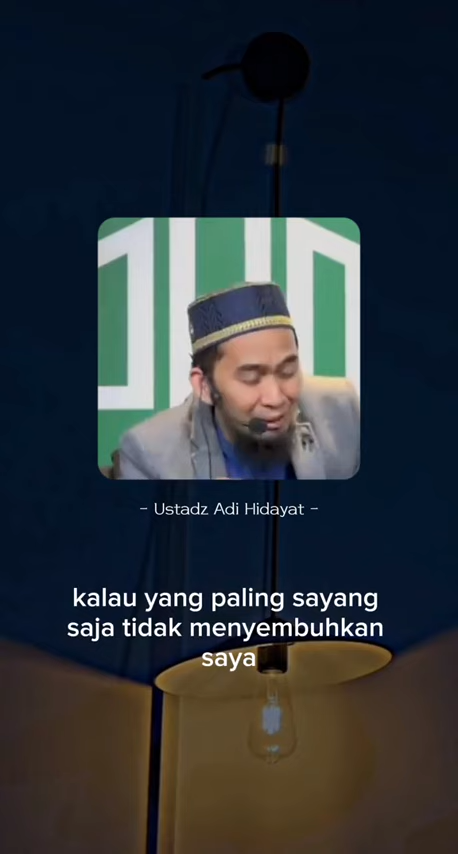 - Ustadz Adi Hidayat -
kalau yang paling sayang
saja tidak menyembuhkan
saya